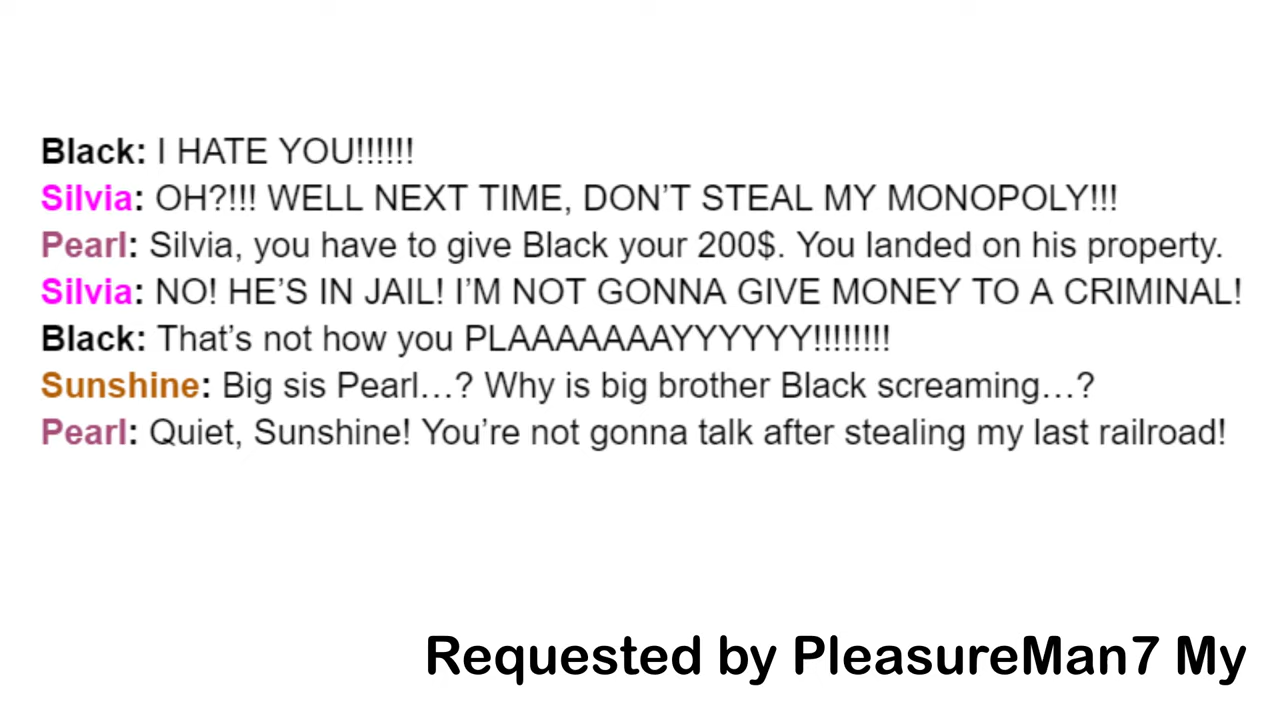 Black: I HATE YOU!!!!!!
Silvia: OH?!!! WELL NEXT TIME, DON’T STEAL MY MONOPOLY!!!
Pearl: Silvia, you have to give Black your 200$. You landed on his property.
Silvia: NO! HE’S IN JAIL! I’M NOT GONNA GIVE MONEY TO A CRIMINAL!
Black: That’s not how you PLAAAAAAAYYYYYY!!!!!!!!
Sunshine: Big sis Pearl…? Why is big brother Black screaming…?
Pearl: Quiet, Sunshine! You’re not gonna talk after stealing my last railroad!
Requested by PleasureMan7 My